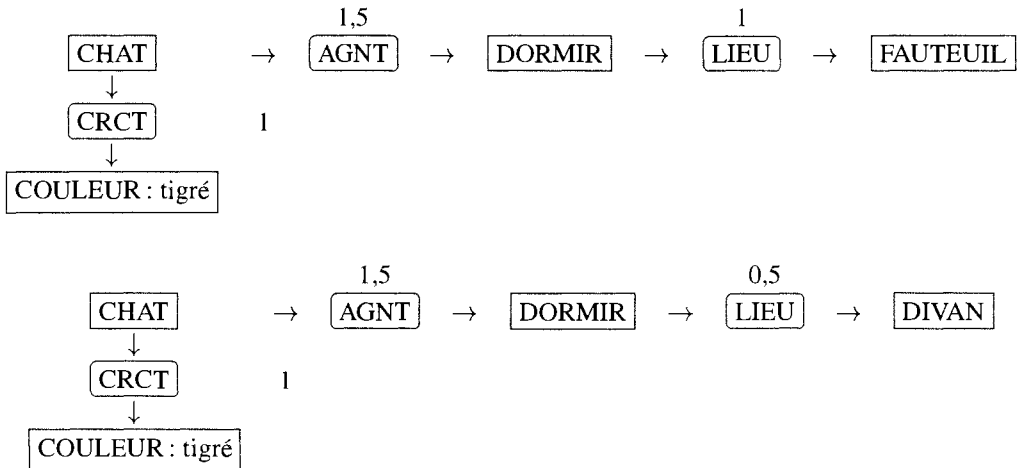 1,5 1
CHAT → AGNT → DORMIR → LIEU → FAUTEUIL
↓
CRCT 1
↓
COULEUR : tigré
1,5 0,5
CHAT → AGNT → DORMIR → LIEU → DIVAN
↓
CRCT 1
↓
COULEUR : tigré